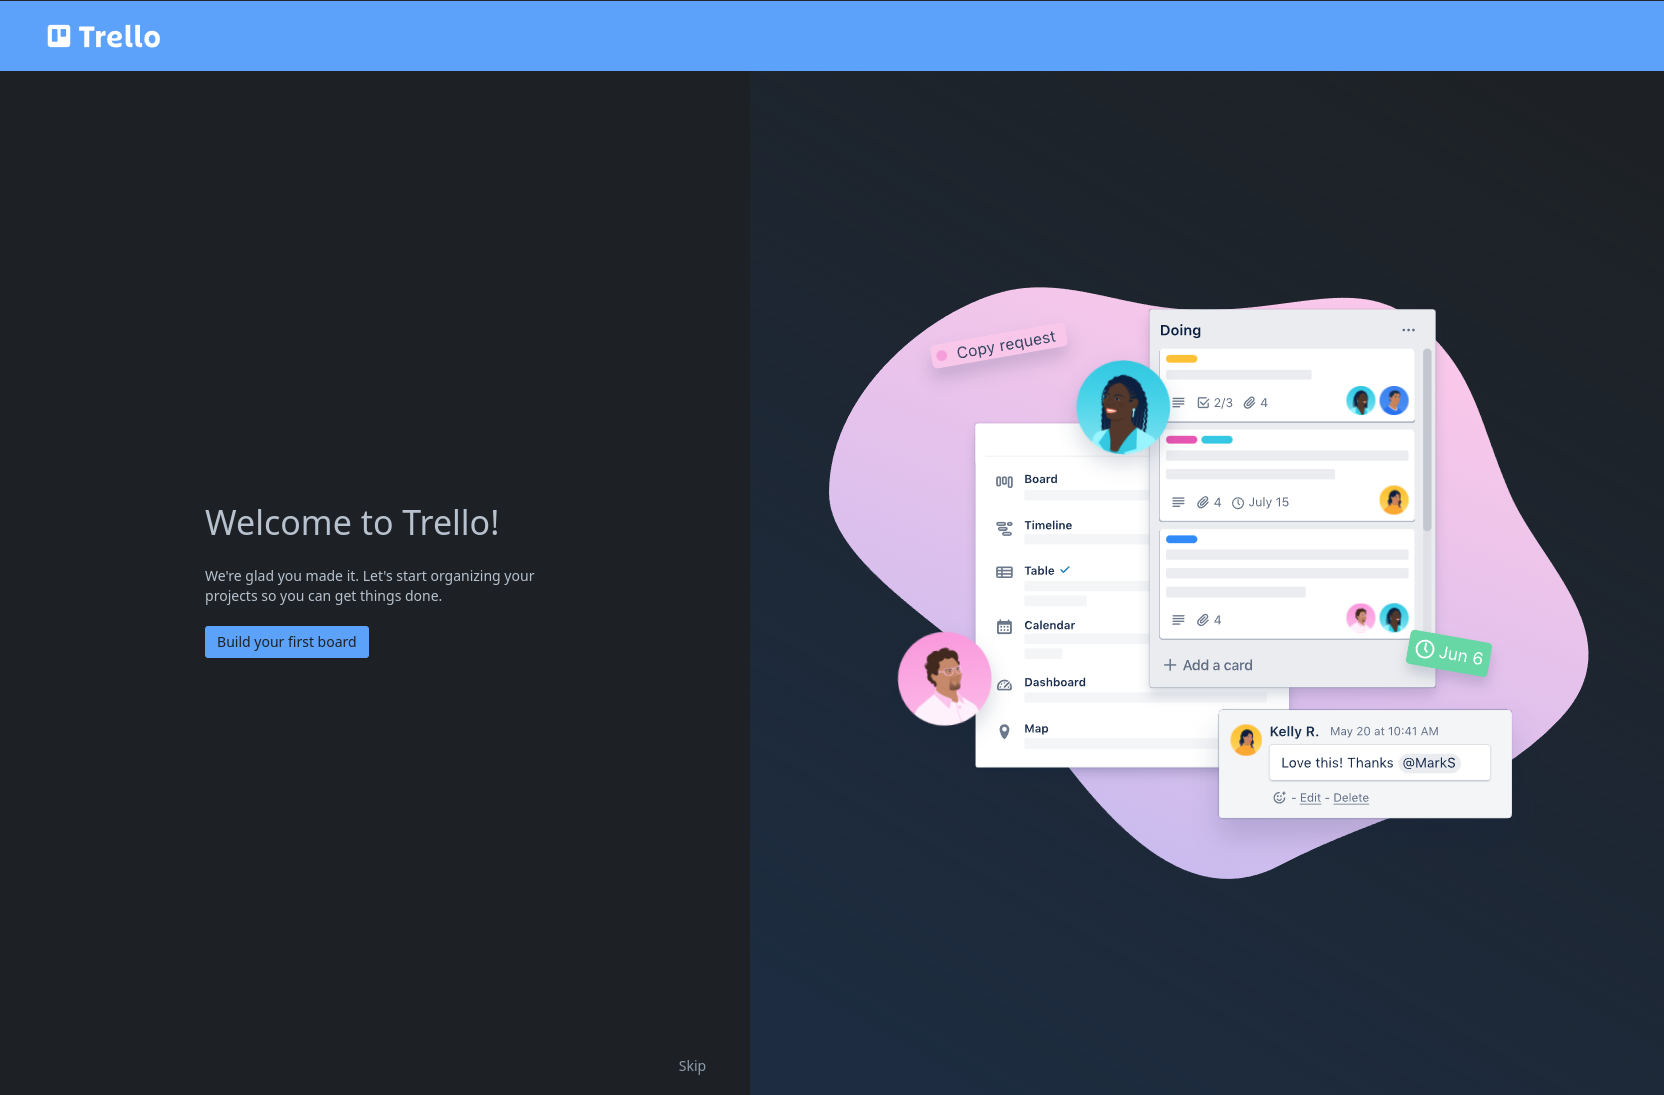 Trello
Welcome to Trello!
We're glad you made it. Let's start organizing your
projects so you can get things done.
Build your first board
Skip
Copy request
Doing
2/3 4
4 July 15
4
Add a card
Board
Timeline
Table
Calendar
Dashboard
Map
Jun 6
Kelly R. May 20 at 10:41 AM
Love this! Thanks @MarkS
- Edit - Delete